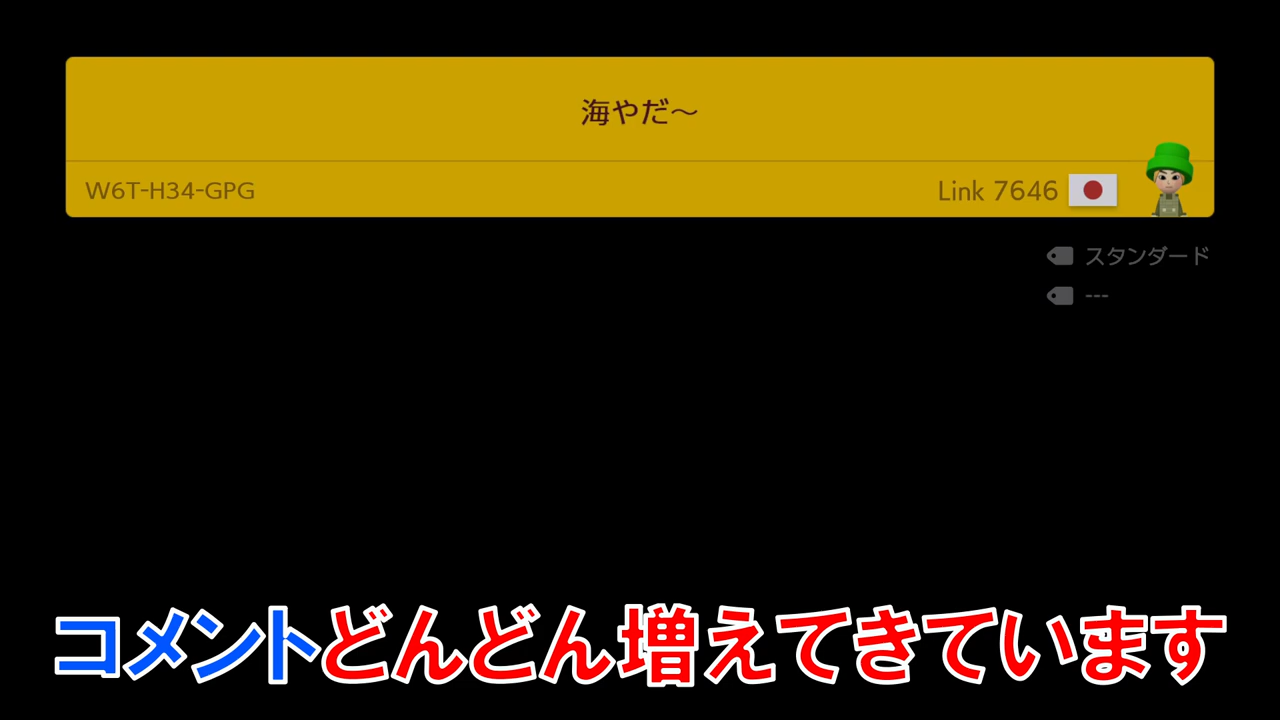 海やだ～
W6T-H34-GPG
Link 7646
スタンダード
---
コメントどんどん増えてきています